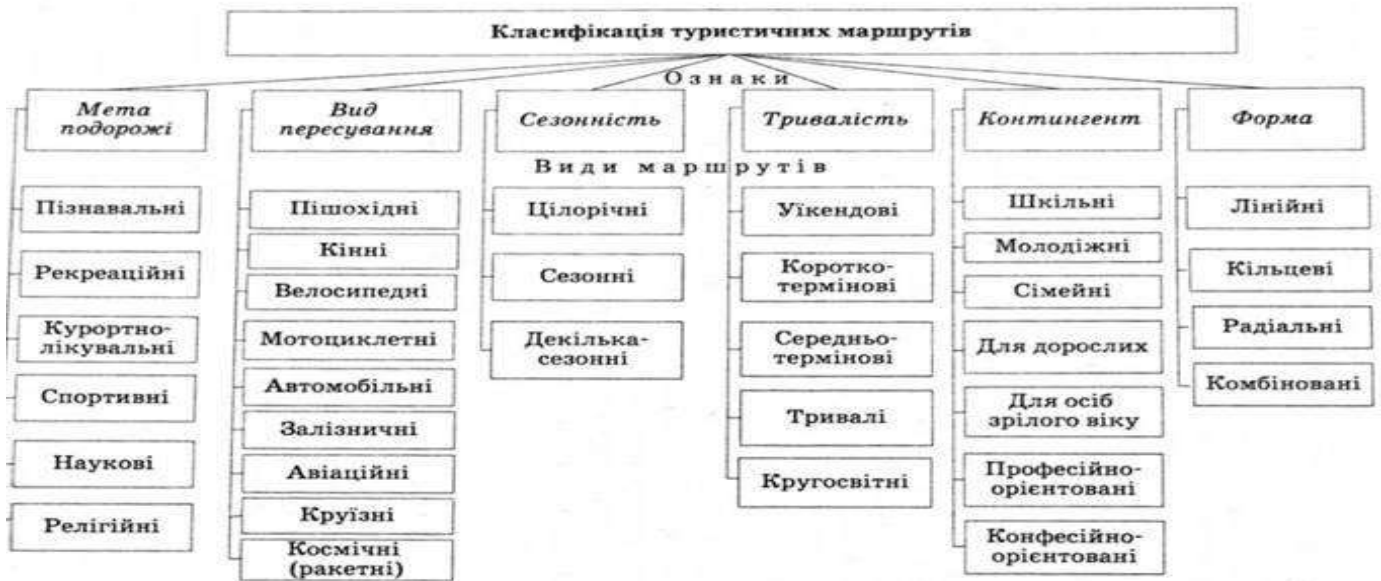 Класифікація туристичних маршрутів
Ознаки
Мета
подорожі
Вид
пересування
Сезонність
Тривалість
Контингент
Форма
Види маршрутів
Пізнавальні
Рекреаційні
Курортно-
лікувальні
Спортивні
Наукові
Релігійні
Пішохідні
Кінні
Велосипедні
Мотоциклетні
Автомобільні
Залізничні
Авіаційні
Круїзні
Космічні
(ракетні)
Цілорічні
Сезонні
Декілька-
сезонні
Уїкендові
Коротко-
термінові
Середньо-
термінові
Тривалі
Кругосвітні
Шкільні
Молодіжні
Сімейні
Для дорослих
Для осіб
зрілого віку
Професійно-
орієнтовані
Конфесійно-
орієнтовані
Лінійні
Кільцеві
Радіальні
Комбіновані